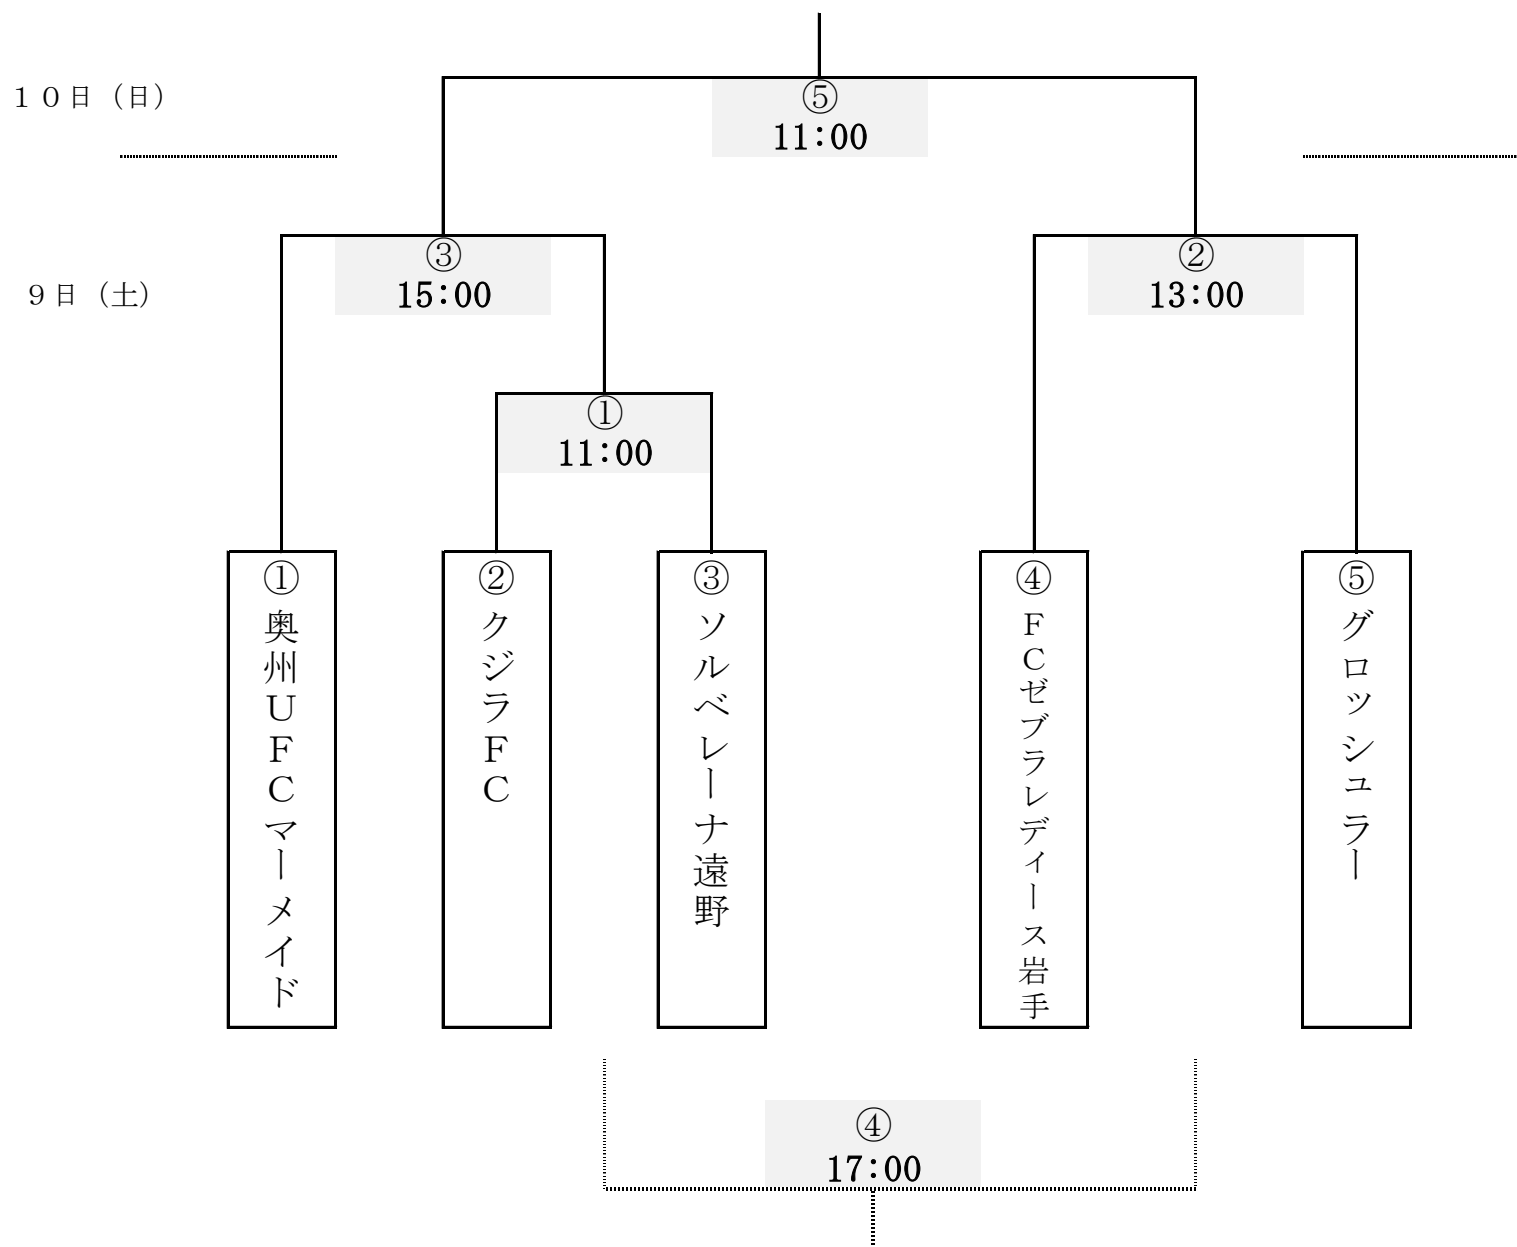 １０日（日）
⑤
11:00
９日（土）
③
15:00
②
13:00
①
11:00
①奥州ＵＦＣマーメイド
②クジラＦＣ
③ソルベレーナ遠野
④ＦＣゼブラレディース岩手
⑤グロッシュラー
④
17:00